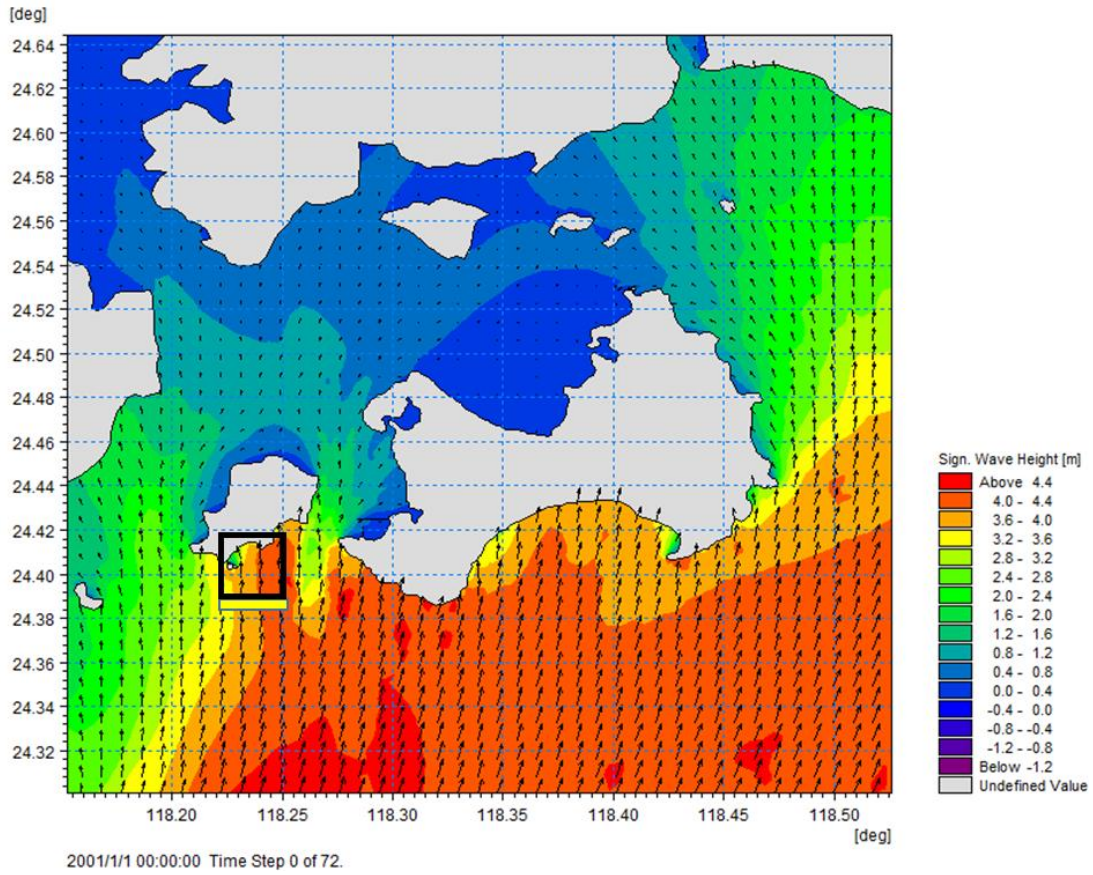 [deg]
24.64
24.62
24.60
24.58
24.56
24.54
24.52
24.50
24.48
24.46
24.44
24.42
24.40
24.38
24.36
24.34
24.32
118.20 118.25 118.30 118.35 118.40 118.45 118.50
[deg]
Sign. Wave Height [m]
Above 4.4
4.0 - 4.4
3.6 - 4.0
3.2 - 3.6
2.8 - 3.2
2.4 - 2.8
2.0 - 2.4
1.6 - 2.0
1.2 - 1.6
0.8 - 1.2
0.4 - 0.8
0.0 - 0.4
-0.4 - 0.0
-0.8 - -0.4
-1.2 - -0.8
Below -1.2
Undefined Value
2001/1/1 00:00:00 Time Step 0 of 72.